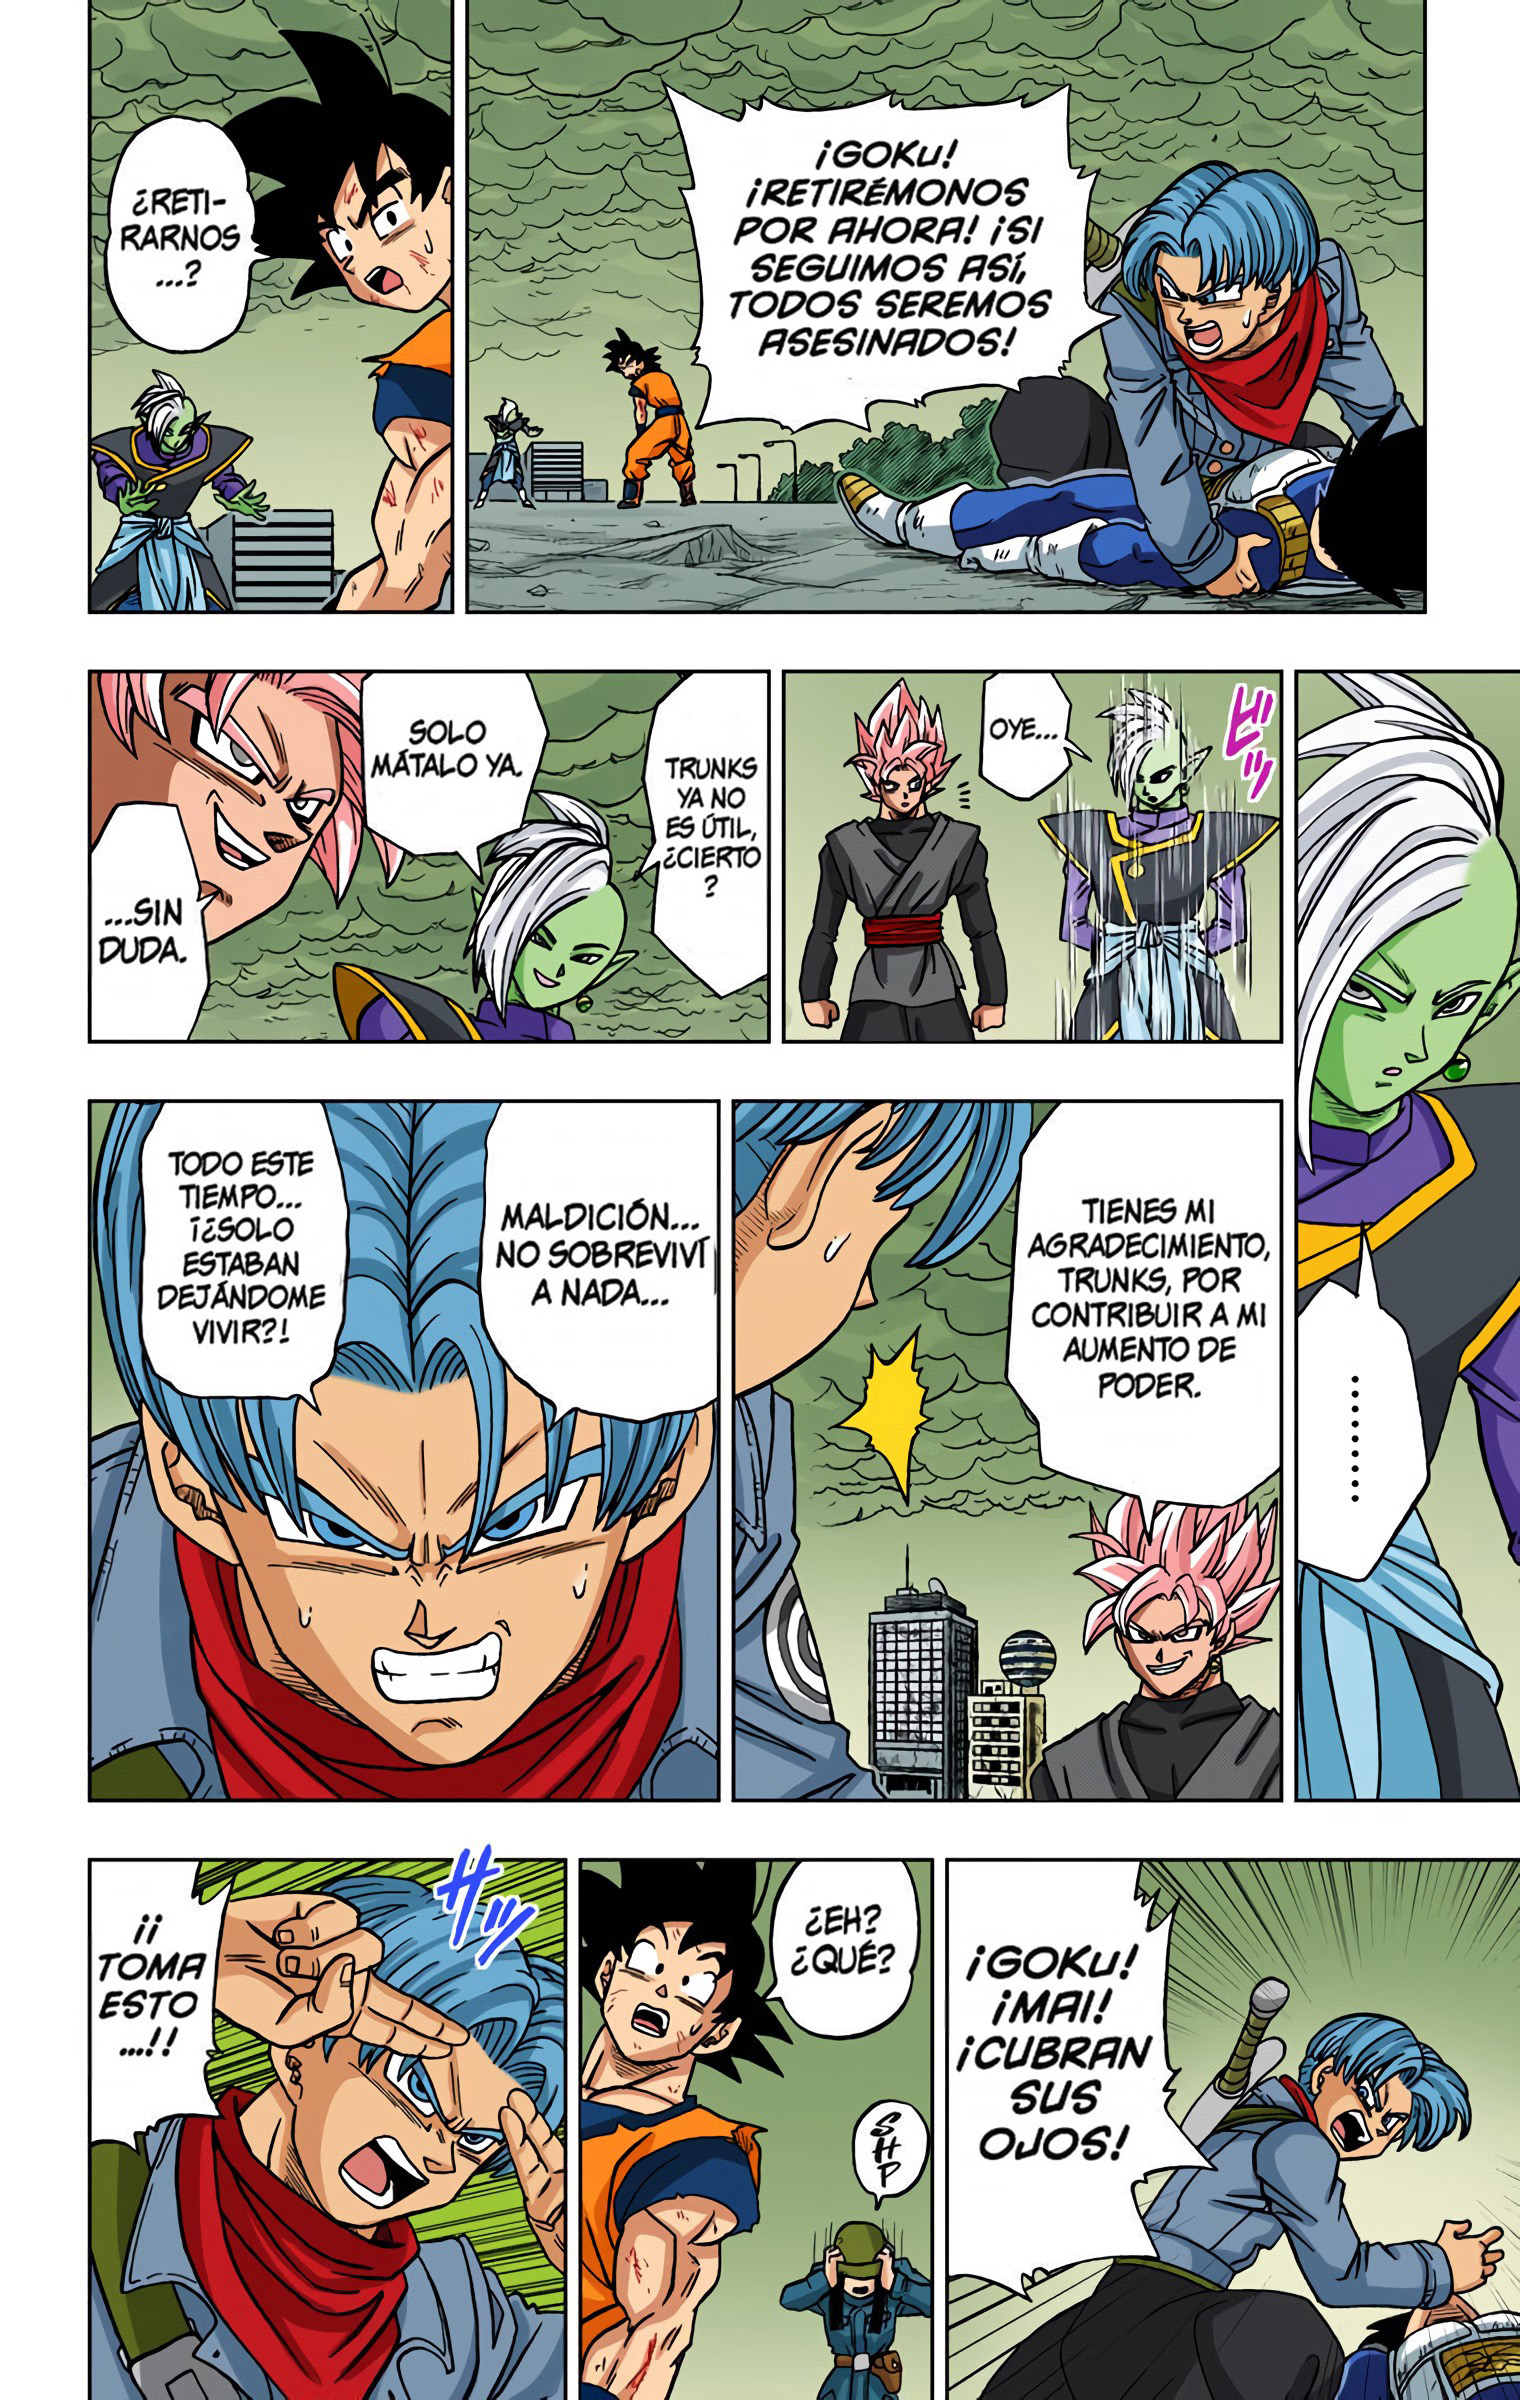 ¡GOKU!
¡RETIRÉMONOS
POR AHORA! ¡SI
SEGUIMOS ASÍ,
TODOS SEREMOS
ASESINADOS!
¿RETI-
RARNOS
...?
.........
ビッ
OYE...
TRUNKS
YA NO
ES ÚTIL,
¿CIERTO
?
SOLO
MÁTALO YA.
...SIN
DUDA.
TIENES MI
AGRADECIMIENTO,
TRUNKS, POR
CONTRIBUIR A MI
AUMENTO DE
PODER.
MALDICIÓN...
NO SOBREVIVÍ
A NADA...
TODO ESTE
TIEMPO...
¡¿SOLO
ESTABAN
DEJÁNDOME
VIVIR?!
¡GOKU!
¡MAI!
¡CUBRAN
SUS
OJOS!
¿EH?
¿QUÉ?
SHP
サッ
¡¡
TOMA
ESTO
...!!